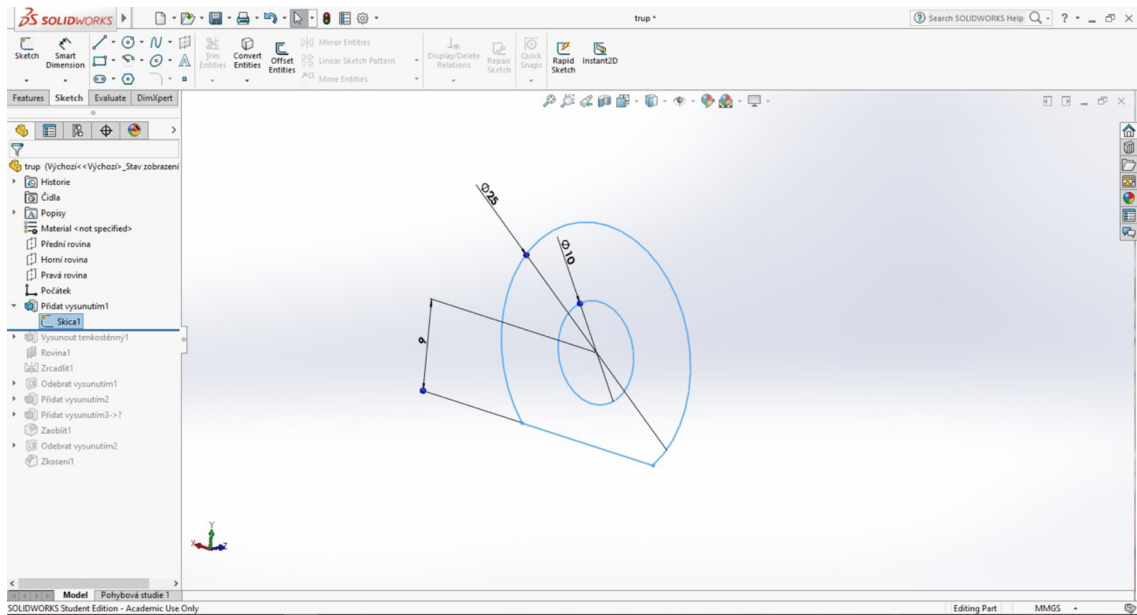 SOLIDWORKS
trup *
Search SOLIDWORKS Help
Sketch
Smart Dimension
Trim Entities
Convert Entities
Offset Entities
Mirror Entities
Linear Sketch Pattern
Move Entities
Display/Delete Relations
Repair Sketch
Quick Snaps
Rapid Sketch
Instant2D
Features Sketch Evaluate DimXpert
trup (Výchozí<<Výchozí>_Stav zobrazení
Historie
Čidla
Popisy
Material <not specified>
Přední rovina
Horní rovina
Pravá rovina
Počátek
Přidat vysunutím1
Skica1
Vysunout tenkostěnný1
Rovina1
Zrcadlit1
Odebrat vysunutím1
Přidat vysunutím2
Přidat vysunutím3->?
Zaoblit1
Odebrat vysunutím2
Zkosení1
Ø25
Ø10
9
Y
X
Z
Model Pohybová studie 1
SOLIDWORKS Student Edition - Academic Use Only
Editing Part
MMGS